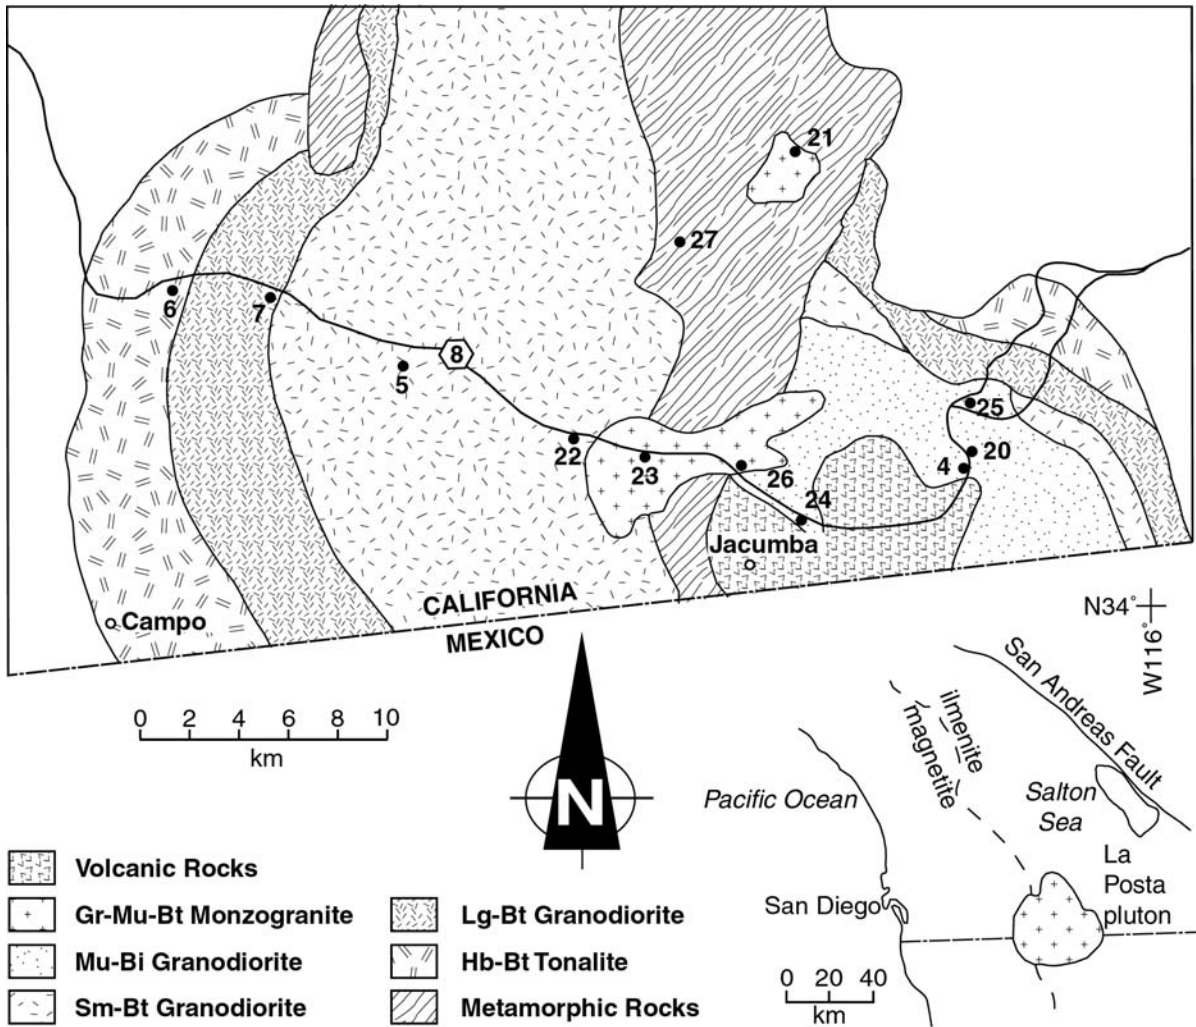 21
27
6
7
8
5
25
22
23
26
4
20
24
Jacumba
Campo
CALIFORNIA
MEXICO
N34°
W116°
0 2 4 6 8 10
km
N
San Andreas Fault
ilmenite
magnetite
Pacific Ocean
Salton
Sea
La
Posta
pluton
San Diego
0 20 40
km
Volcanic Rocks
Gr-Mu-Bt Monzogranite
Mu-Bi Granodiorite
Sm-Bt Granodiorite
Lg-Bt Granodiorite
Hb-Bt Tonalite
Metamorphic Rocks